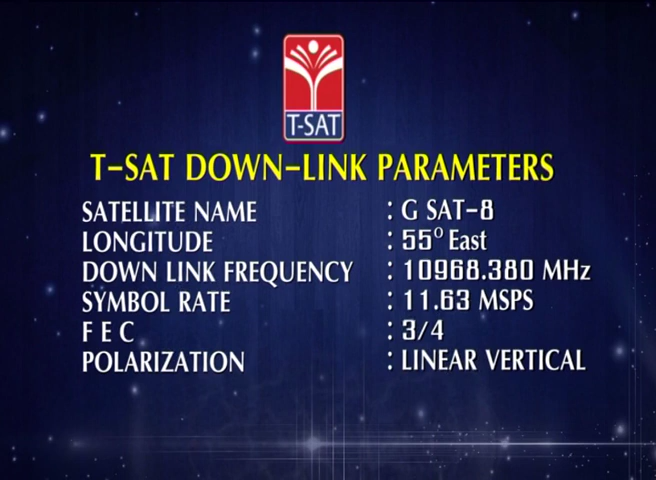 T-SAT
T-SAT DOWN-LINK PARAMETERS
SATELLITE NAME : G SAT-8
LONGITUDE : 55° East
DOWN LINK FREQUENCY : 10968.380 MHz
SYMBOL RATE : 11.63 MSPS
F E C : 3/4
POLARIZATION : LINEAR VERTICAL